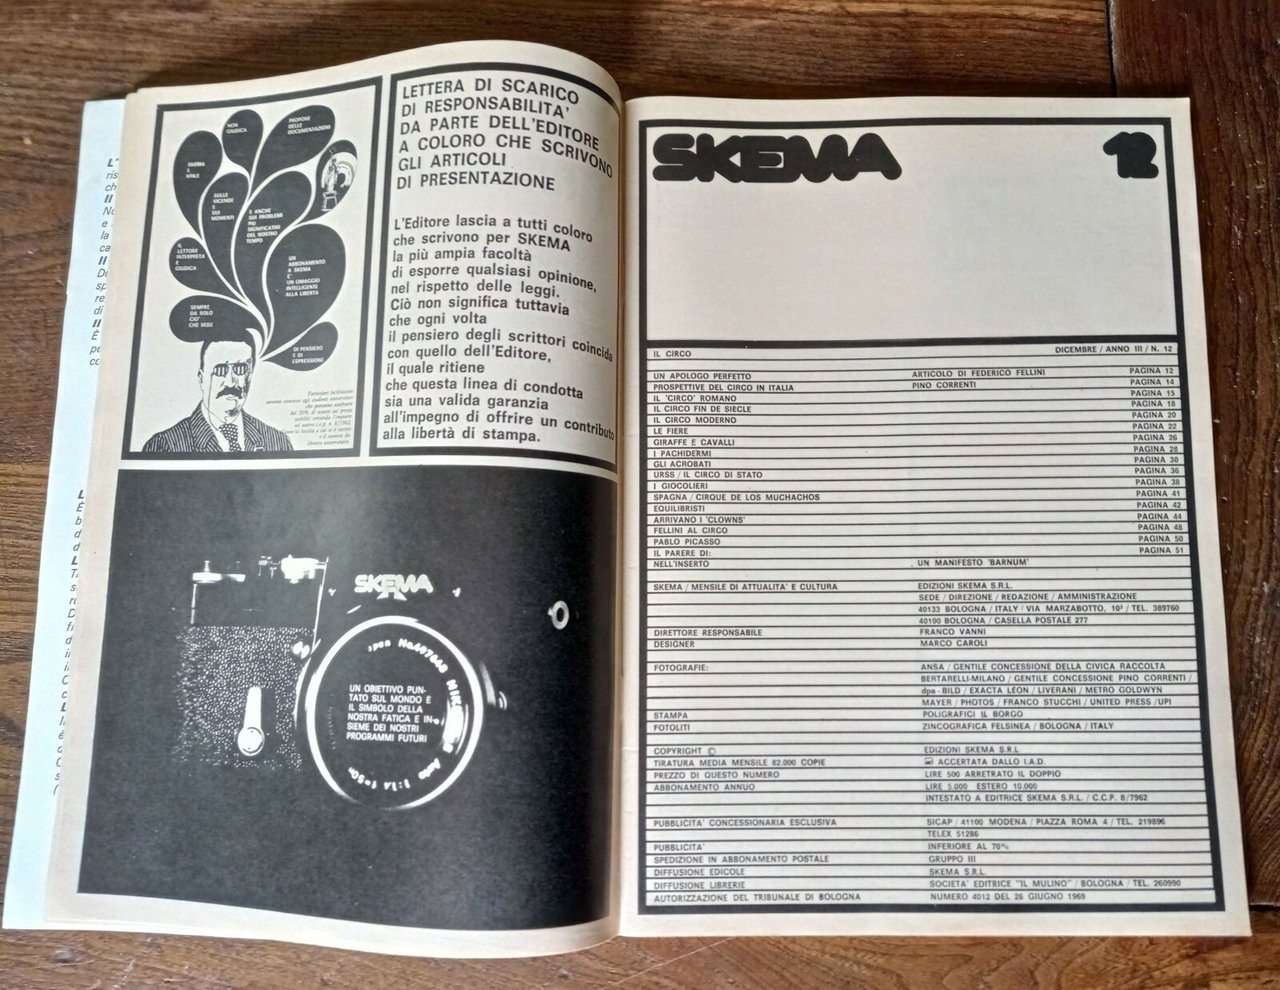 NON
GIUDICA
PROPONE
DELLE
DOCUMENTAZIONI
SKEMA
E
UTILE
SULLE
VICENDE
E SUI
MOMENTI
E ANCHE
SUI PROBLEMI
PIÙ
SIGNIFICATIVI
DEL NOSTRO
TEMPO
IL
LETTORE
INTERPRETA
E
GIUDICA
UN
ABBONAMENTO
A SKEMA
E'
UN OMAGGIO
INTELLIGENTE
ALLA LIBERTÀ
SEMPRE
DA SOLO
CIO'
CHE VEDI
DI PENSIERO
E DI
ESPRESSIONE
LETTERA DI SCARICO
DI RESPONSABILITA'
DA PARTE DELL'EDITORE
A COLORO CHE SCRIVONO
GLI ARTICOLI
DI PRESENTAZIONE
L'Editore lascia a tutti coloro
che scrivono per SKEMA
la più ampia facoltà
di esporre qualsiasi opinione,
nel rispetto delle leggi.
Ciò non significa tuttavia
che ogni volta
il pensiero degli scrittori coincida
con quello dell'Editore,
il quale ritiene
che questa linea di condotta
sia una valida garanzia
all'impegno di offrire un contributo
alla libertà di stampa.
SKEMA
No497648 NIK
Auto 1:1.4 f=50
UN OBIETTIVO PUN-
TATO SUL MONDO E
IL SIMBOLO DELLA
NOSTRA FATICA E IN-
SIEME DEI NOSTRI
PROGRAMMI FUTURI
SKEMA 12
IL CIRCO DICEMBRE / ANNO III / N. 12
UN APOLOGO PERFETTO ARTICOLO DI FEDERICO FELLINI PAGINA 12
PROSPETTIVE DEL CIRCO IN ITALIA PINO CORRENTI PAGINA 14
IL 'CIRCO' ROMANO PAGINA 15
IL CIRCO FIN DE SIÈCLE PAGINA 18
IL CIRCO MODERNO PAGINA 20
LE FIERE PAGINA 22
GIRAFFE E CAVALLI PAGINA 26
I PACHIDERMI PAGINA 28
GLI ACROBATI PAGINA 30
URSS / IL CIRCO DI STATO PAGINA 36
I GIOCOLIERI PAGINA 38
SPAGNA / CIRQUE DE LOS MUCHACHOS PAGINA 41
EQUILIBRISTI PAGINA 42
ARRIVANO I 'CLOWNS' PAGINA 44
FELLINI AL CIRCO PAGINA 48
PABLO PICASSO PAGINA 50
IL PARERE DI: PAGINA 51
NELL'INSERTO UN MANIFESTO 'BARNUM'
SKEMA / MENSILE DI ATTUALITA' E CULTURA EDIZIONI SKEMA S.R.L.
SEDE / DIREZIONE / REDAZIONE / AMMINISTRAZIONE
40133 BOLOGNA / ITALY / VIA MARZABOTTO, 10³ / TEL. 389760
40100 BOLOGNA / CASELLA POSTALE 277
DIRETTORE RESPONSABILE FRANCO VANNI
DESIGNER MARCO CAROLI
FOTOGRAFIE: ANSA / GENTILE CONCESSIONE DELLA CIVICA RACCOLTA
BERTARELLI-MILANO / GENTILE CONCESSIONE PINO CORRENTI /
dpa - BILD / EXACTA LEON / LIVERANI / METRO GOLDWYN
MAYER / PHOTOS / FRANCO STUCCHI / UNITED PRESS / UPI
STAMPA POLIGRAFICI IL BORGO
FOTOLITI ZINCOGRAFICA FELSINEA / BOLOGNA / ITALY
COPYRIGHT © EDIZIONI SKEMA S.R.L
TIRATURA MEDIA MENSILE 82.000 COPIE ACCERTATA DALLO I.A.D.
PREZZO DI QUESTO NUMERO LIRE 500 ARRETRATO IL DOPPIO
ABBONAMENTO ANNUO LIRE 5.000 ESTERO 10.000
INTESTATO A EDITRICE SKEMA S.R.L. / C.C.P. 8/7962
PUBBLICITA' CONCESSIONARIA ESCLUSIVA SICAP / 41100 MODENA / PIAZZA ROMA 4 / TEL. 219896
TELEX 51286
PUBBLICITA' INFERIORE AL 70%
SPEDIZIONE IN ABBONAMENTO POSTALE GRUPPO III
DIFFUSIONE EDICOLE SKEMA S.R.L.
DIFFUSIONE LIBRERIE SOCIETA' EDITRICE "IL MULINO" / BOLOGNA / TEL. 260990
AUTORIZZAZIONE DEL TRIBUNALE DI BOLOGNA NUMERO 4012 DEL 26 GIUGNO 1969